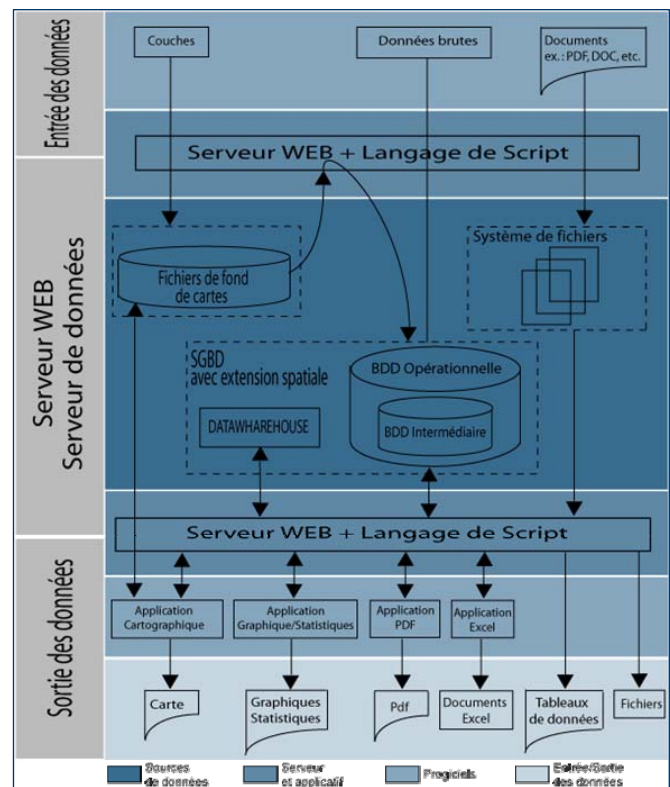 Entrée des données
Couches
Données brutes
Documents
ex.: PDF, DOC, etc.
Serveur WEB + Langage de Script
Serveur WEB
Serveur de données
Fichiers de fond
de cartes
Système de fichiers
SGBD
avec extension spatiale
BDD Opérationnelle
DATAWHAREHOUSE
BDD Intermédiaire
Serveur WEB + Langage de Script
Sortie des données
Application
Cartographique
Application
Graphique/Statistiques
Application
PDF
Application
Excel
Carte
Graphiques
Statistiques
Pdf
Documents
Excel
Tableaux
de données
Fichiers
Sources
de données
Serveur
et applicatif
Progiciels
Entrée/Sortie
des données